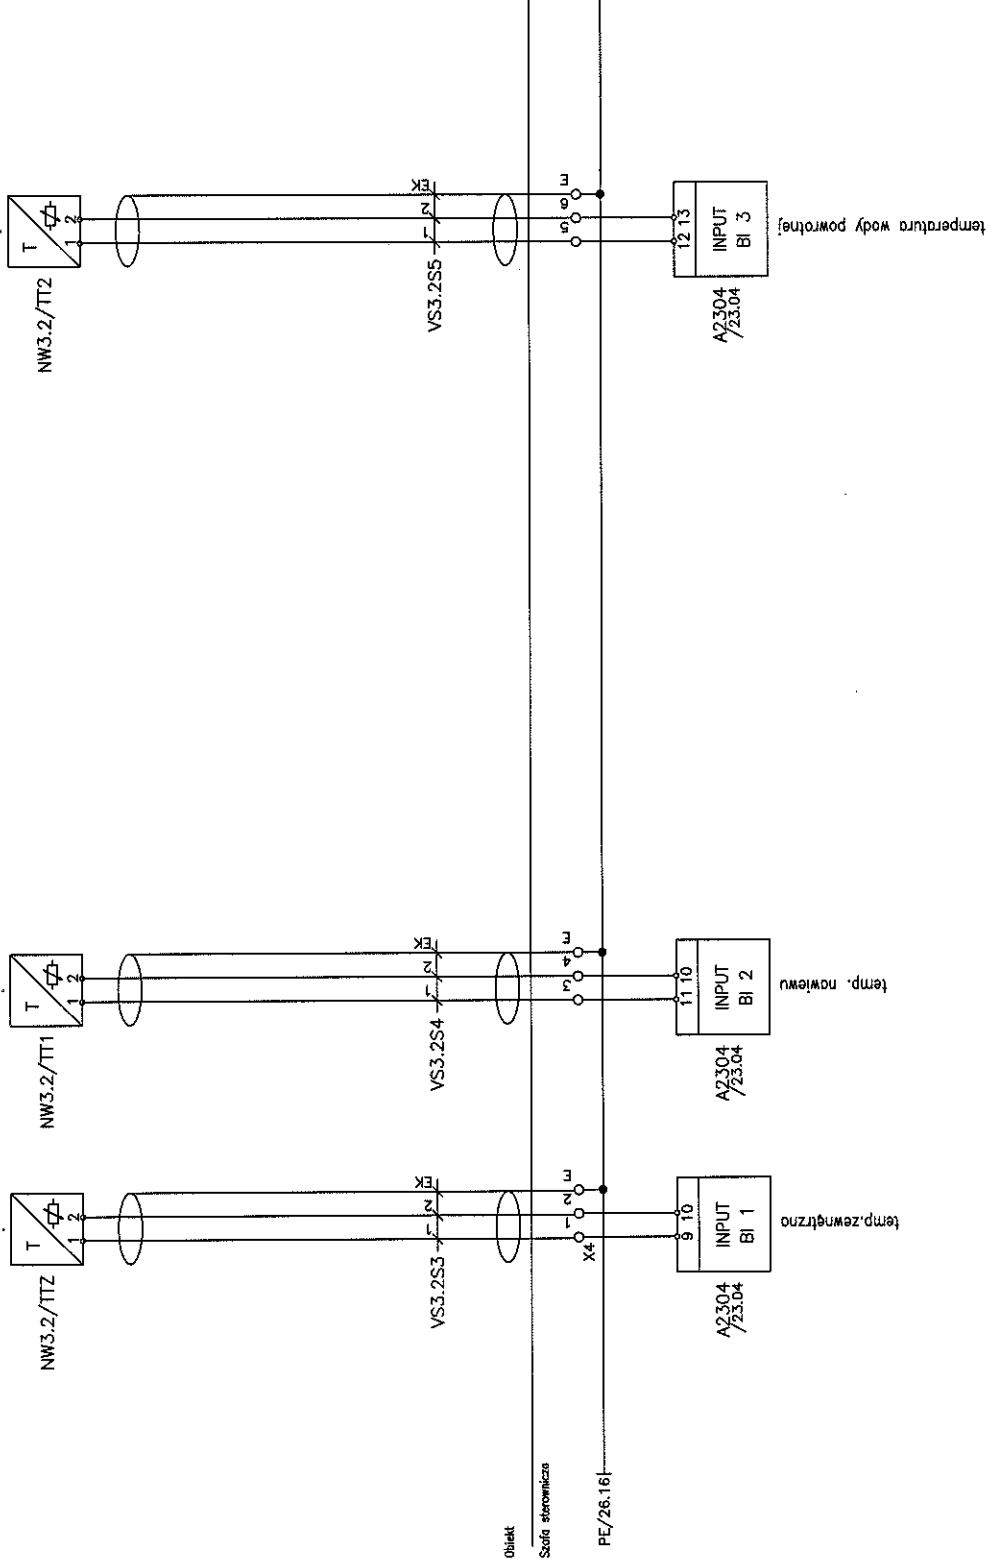 NW3.2/TTZ
T
1
2
NW3.2/TT1
T
1
2
NW3.2/TT2
T
1
2
VS3.2S3
1
2
EK
VS3.2S4
1
2
EK
VS3.2S5
1
2
EK
Obiekt
Szafa sterownicza
X4
1
2
E
3
4
E
5
6
E
PE/26.16
A2304
/23.04
9 10
INPUT
BI 1
A2304
/23.04
11 10
INPUT
BI 2
A2304
/23.04
12 13
INPUT
BI 3
temp.zewnętrzna
temp. nawiewu
temperatura wody powrotnej